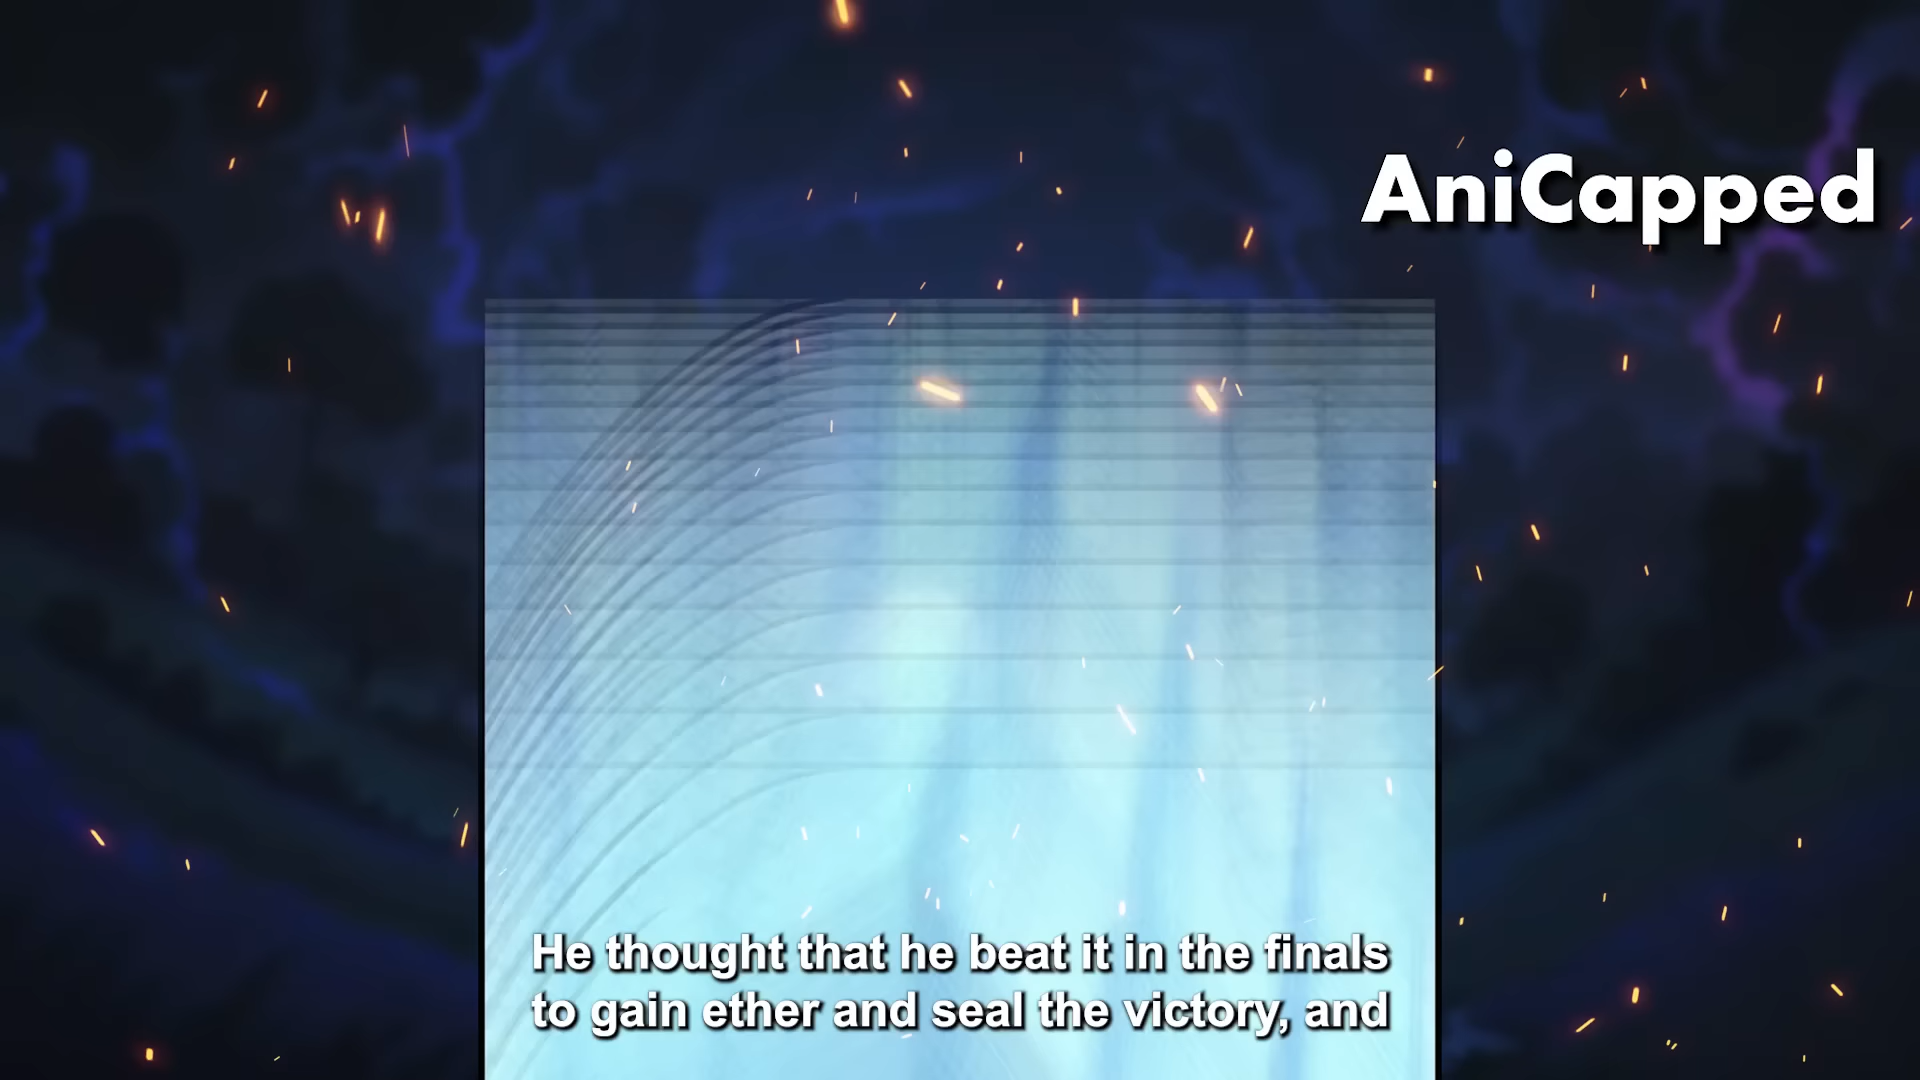 AniCapped
He thought that he beat it in the finals
to gain ether and seal the victory, and